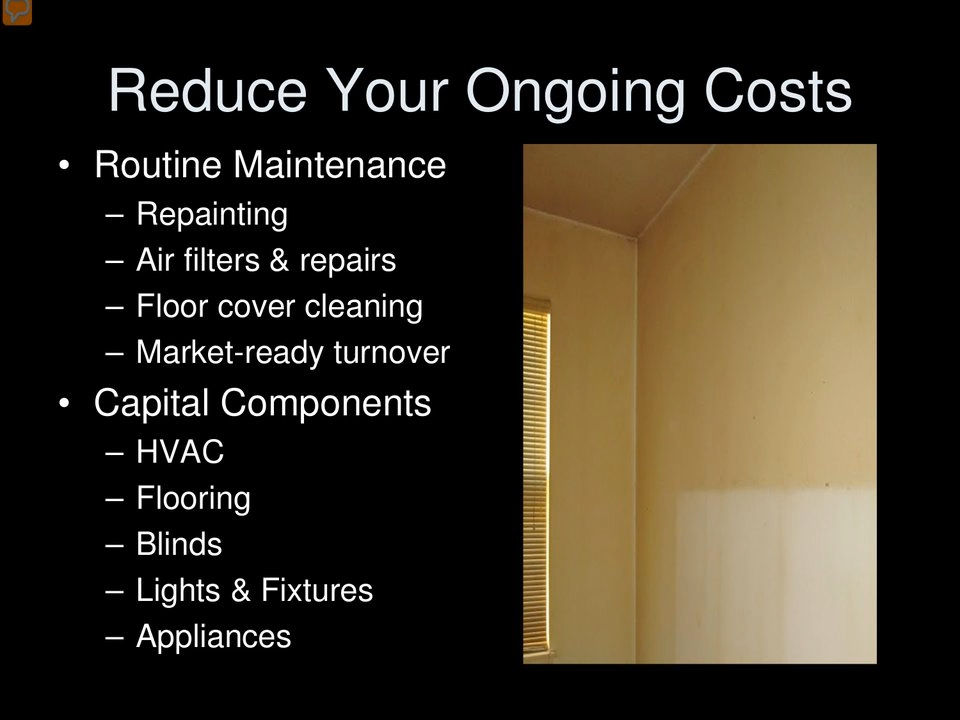 Reduce Your Ongoing Costs
• Routine Maintenance
– Repainting
– Air filters & repairs
– Floor cover cleaning
– Market-ready turnover
• Capital Components
– HVAC
– Flooring
– Blinds
– Lights & Fixtures
– Appliances